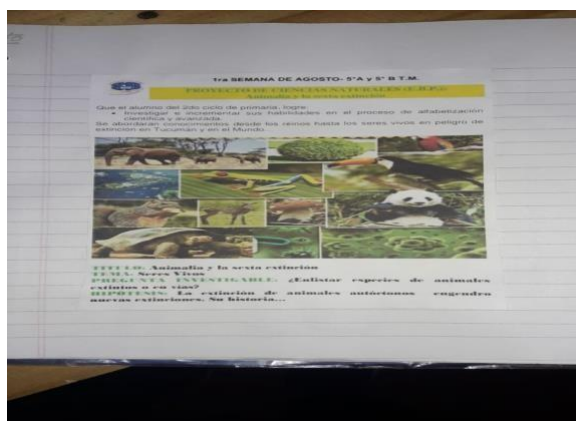 1ra SEMANA DE AGOSTO- 5°A y 5° B T.M.
PROYECTO DE CIENCIAS NATURALES (E.B.P.):
Animalia y la sexta extinción
Que el alumno del 2do ciclo de primaria, logre:
• Investigar e incrementar sus habilidades en el proceso de alfabetización
científica y avanzada.
Se abordarán conocimientos desde los reinos hasta los seres vivos en peligro de
extinción en Tucumán y en el Mundo.
TITULO: Animalia y la sexta extinción
TEMA: Seres Vivos
PREGUNTA INVESTIGABLE: ¿Enlistar especies de animales
extintos o en vías?
HIPOTESIS: La extinción de animales autóctonos engendra
nuevas extinciones. Su historia...